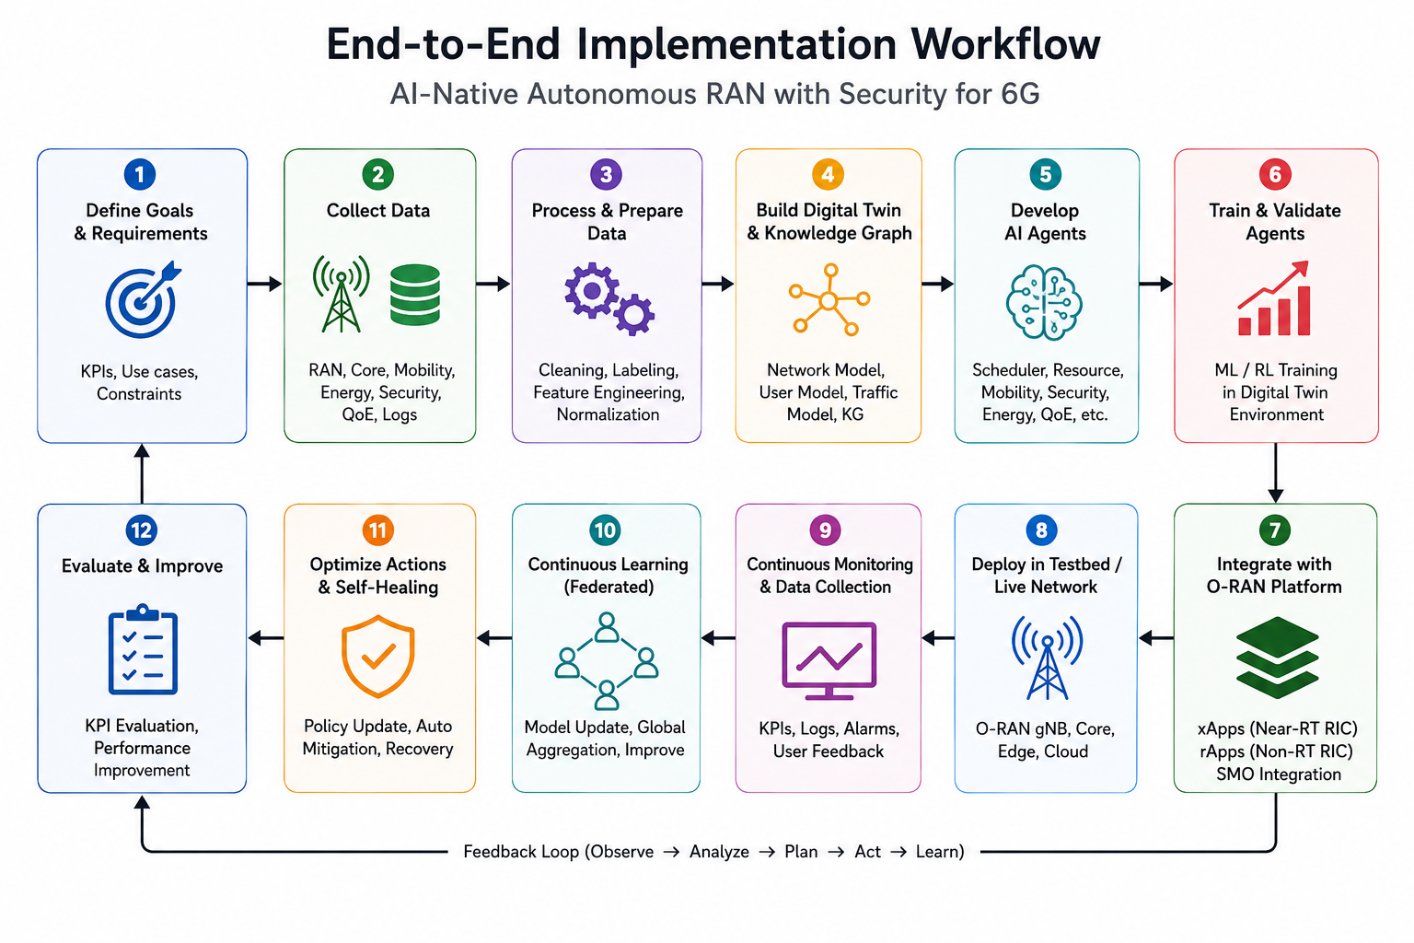 End-to-End Implementation Workflow
AI-Native Autonomous RAN with Security for 6G
1
Define Goals
& Requirements
KPIs, Use cases,
Constraints
2
Collect Data
RAN, Core, Mobility,
Energy, Security,
QoE, Logs
3
Process & Prepare
Data
Cleaning, Labeling,
Feature Engineering,
Normalization
4
Build Digital Twin
& Knowledge Graph
Network Model,
User Model, Traffic
Model, KG
5
Develop
AI Agents
Scheduler, Resource,
Mobility, Security,
Energy, QoE, etc.
6
Train & Validate
Agents
ML / RL Training
in Digital Twin
Environment
12
Evaluate & Improve
KPI Evaluation,
Performance
Improvement
11
Optimize Actions
& Self-Healing
Policy Update, Auto
Mitigation, Recovery
10
Continuous Learning
(Federated)
Model Update, Global
Aggregation, Improve
9
Continuous Monitoring
& Data Collection
KPIs, Logs, Alarms,
User Feedback
8
Deploy in Testbed /
Live Network
O-RAN gNB, Core,
Edge, Cloud
7
Integrate with
O-RAN Platform
xApps (Near-RT RIC)
rApps (Non-RT RIC)
SMO Integration
Feedback Loop (Observe → Analyze → Plan → Act → Learn)